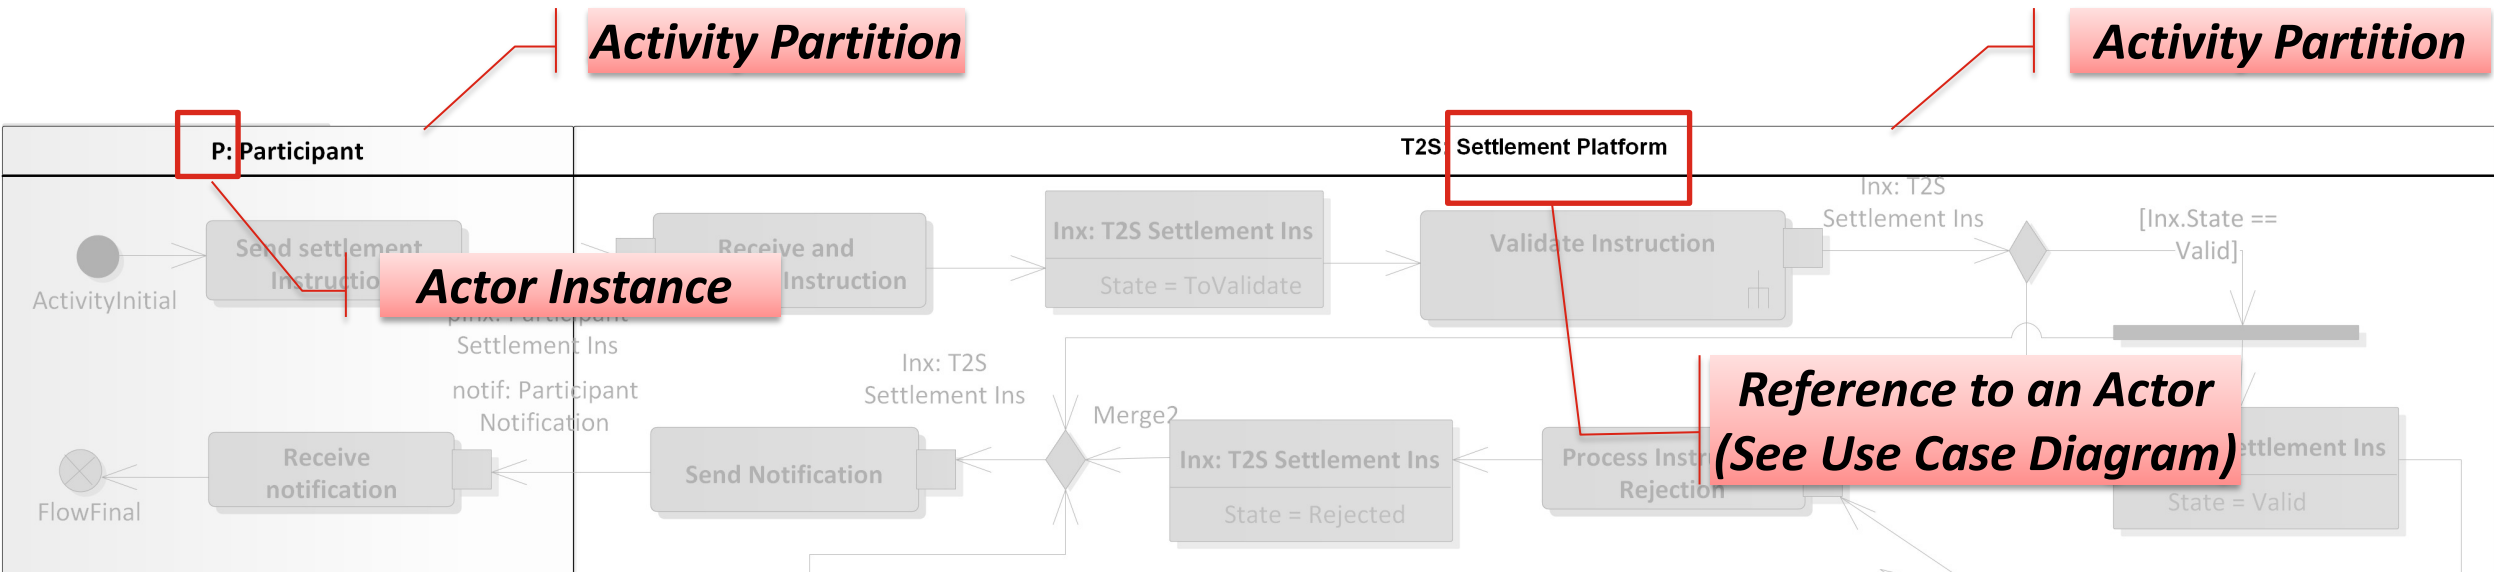 Activity Partition
Activity Partition
P: Participant
T2S: Settlement Platform
Inx: T2S
Settlement Ins
[Inx.State ==
Valid]
Send settlement
Instruction
Receive and
Instruction
Inx: T2S Settlement Ins
State = ToValidate
Validate Instruction
ActivityInitial
Actor Instance
Participant
Settlement Ins
Inx: T2S
Settlement Ins
notif: Participant
Notification
Merge2
Reference to an Actor
(See Use Case Diagram)
Receive
notification
Send Notification
Inx: T2S Settlement Ins
State = Rejected
Process
Rejection
Settlement Ins
State = Valid
FlowFinal